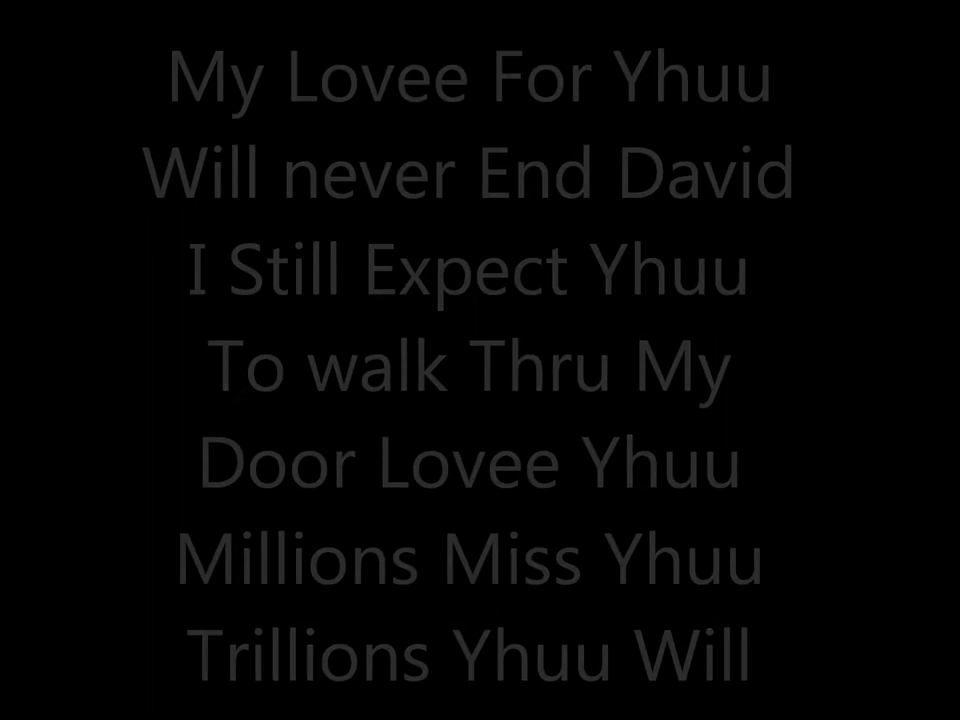 My Lovee For Yhuu
Will never End David
I Still Expect Yhuu
To walk Thru My
Door Lovee Yhuu
Millions Miss Yhuu
Trillions Yhuu Will